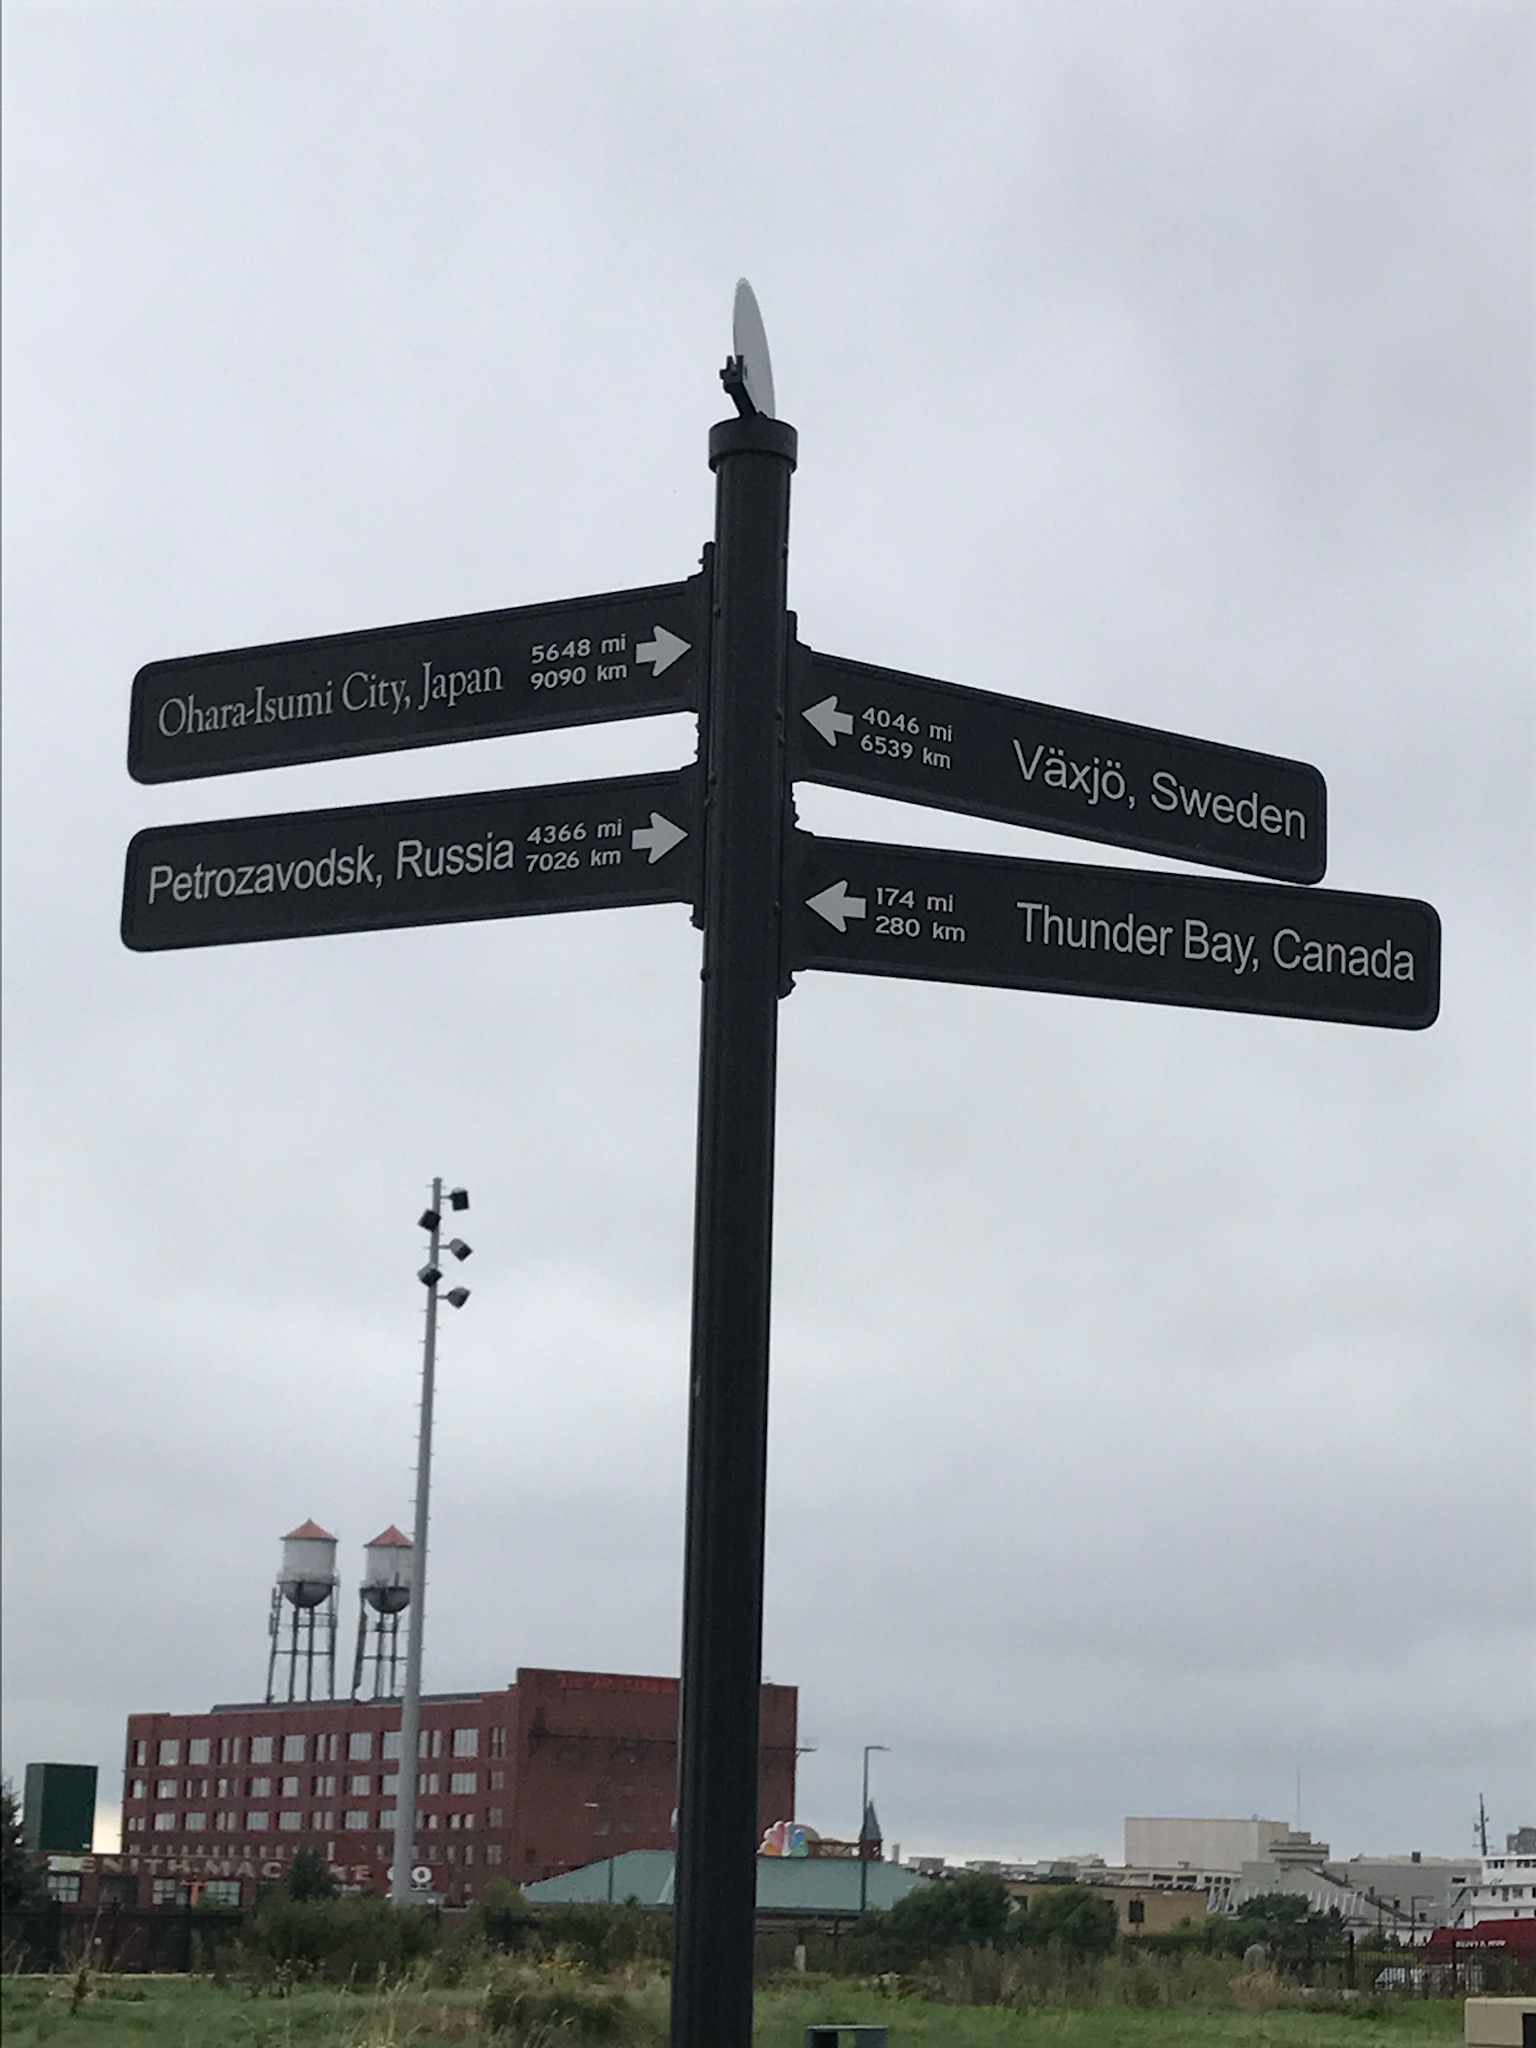 Ohara-Isumi City, Japan
5648 mi
9090 km
4046 mi
6539 km
Växjö, Sweden
Petrozavodsk, Russia
4366 mi
7026 km
174 mi
280 km
Thunder Bay, Canada
CO